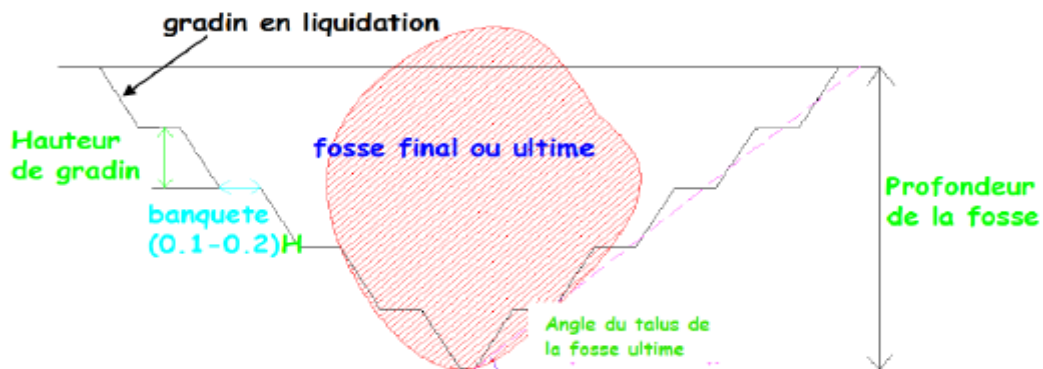 gradin en liquidation
Hauteur
de gradin
fosse final ou ultime
Profondeur
de la fosse
banquete
(0.1-0.2)H
Angle du talus de
la fosse ultime